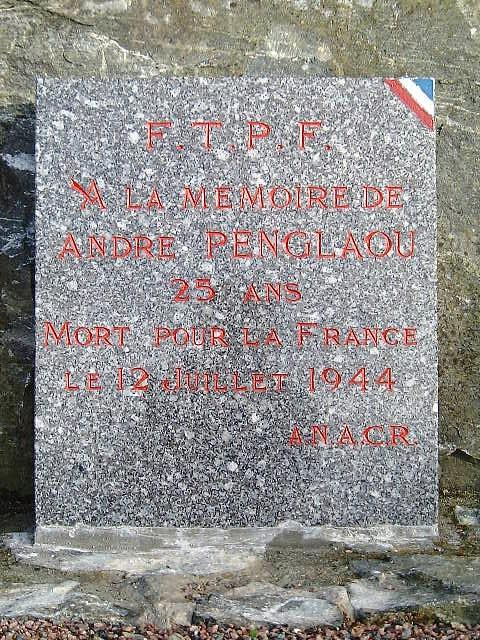 F.T.P.F.
A LA MEMOIRE DE
ANDRE PENGLAOU
25 ANS
MORT POUR LA FRANCE
LE 12 JUILLET 1944
A.N.A.C.R.